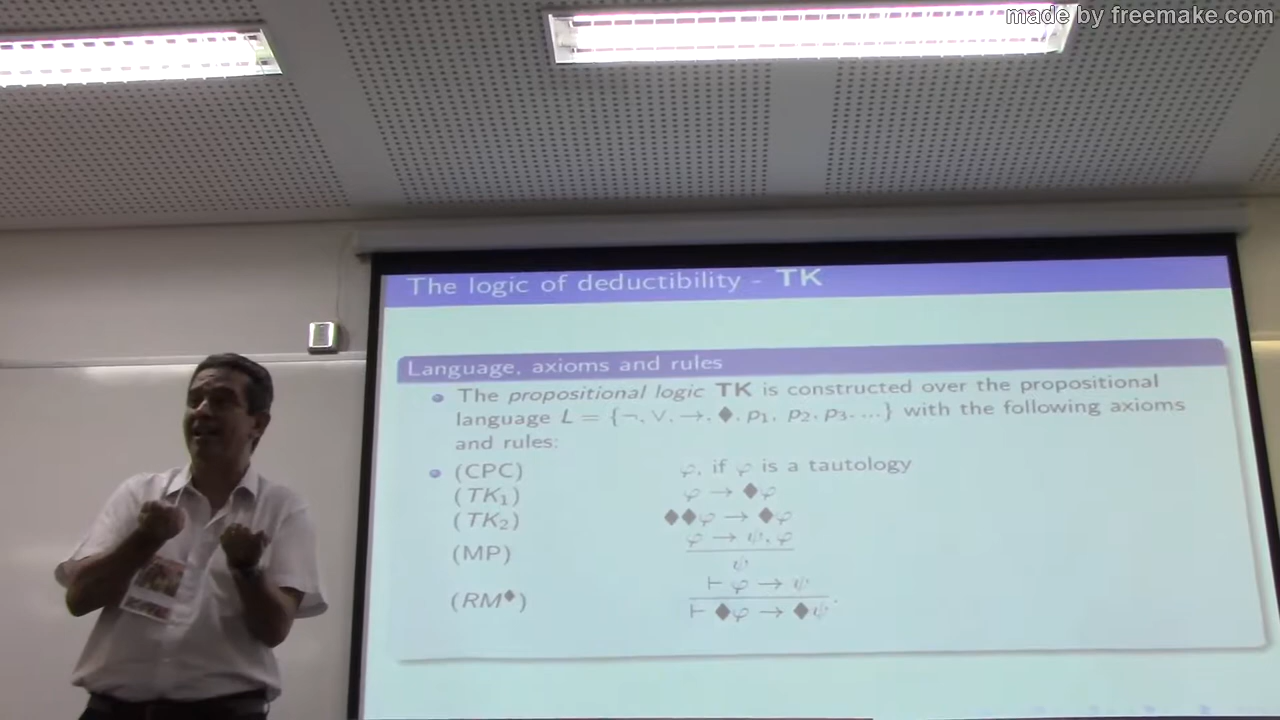 made by freemake.com
The logic of deductibility - TK
Language, axioms and rules
The propositional logic TK is constructed over the propositional
language L = {¬, ∨, →, ♦, p₁, p₂, p₃, ...} with the following axioms
and rules:
(CPC) φ, if φ is a tautology
(TK₁) φ → ♦φ
(TK₂) ♦♦φ → ♦φ
(MP) φ → ψ, φ
ψ
⊢ φ → ψ
(RM♦)
⊢ ♦φ → ♦ψ.